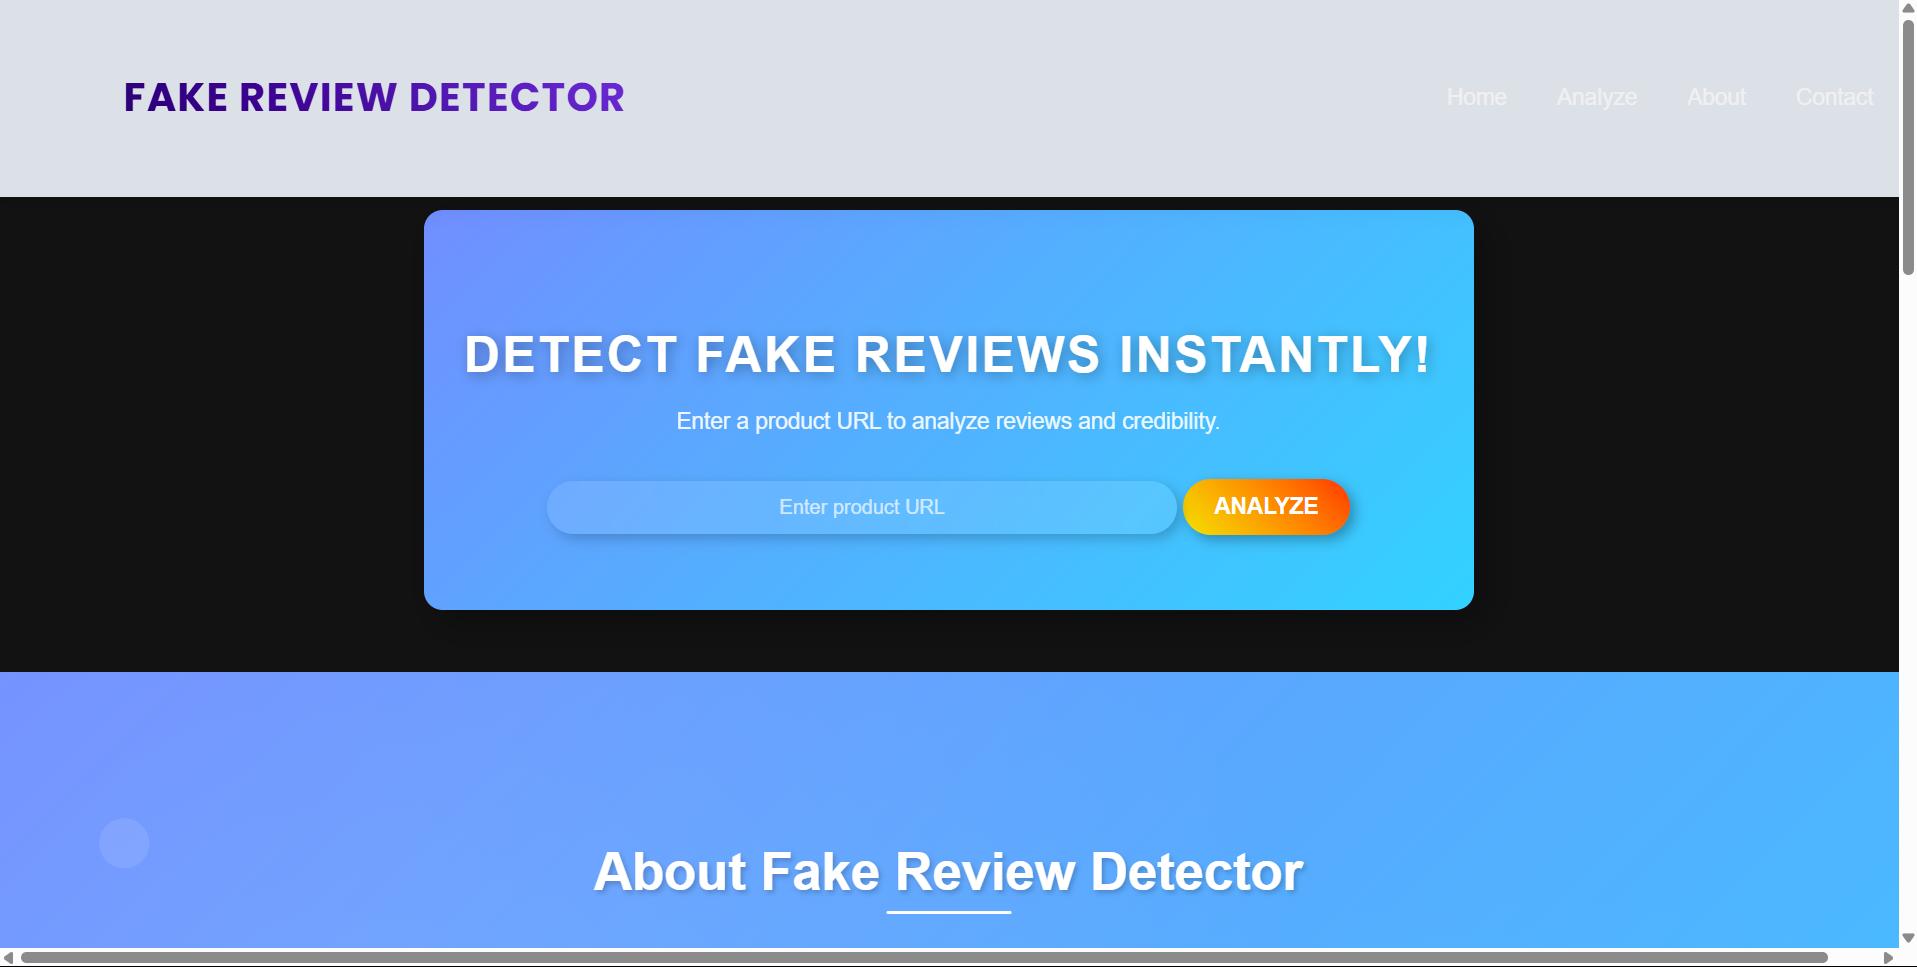 FAKE REVIEW DETECTOR
Home Analyze About Contact
DETECT FAKE REVIEWS INSTANTLY!
Enter a product URL to analyze reviews and credibility.
Enter product URL
ANALYZE
About Fake Review Detector